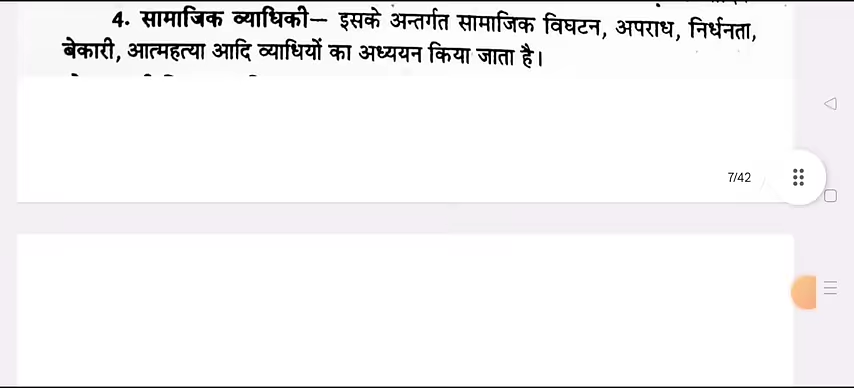 4. सामाजिक व्याधिकी— इसके अन्तर्गत सामाजिक विघटन, अपराध, निर्धनता,
बेकारी, आत्महत्या आदि व्याधियों का अध्ययन किया जाता है।
7/42